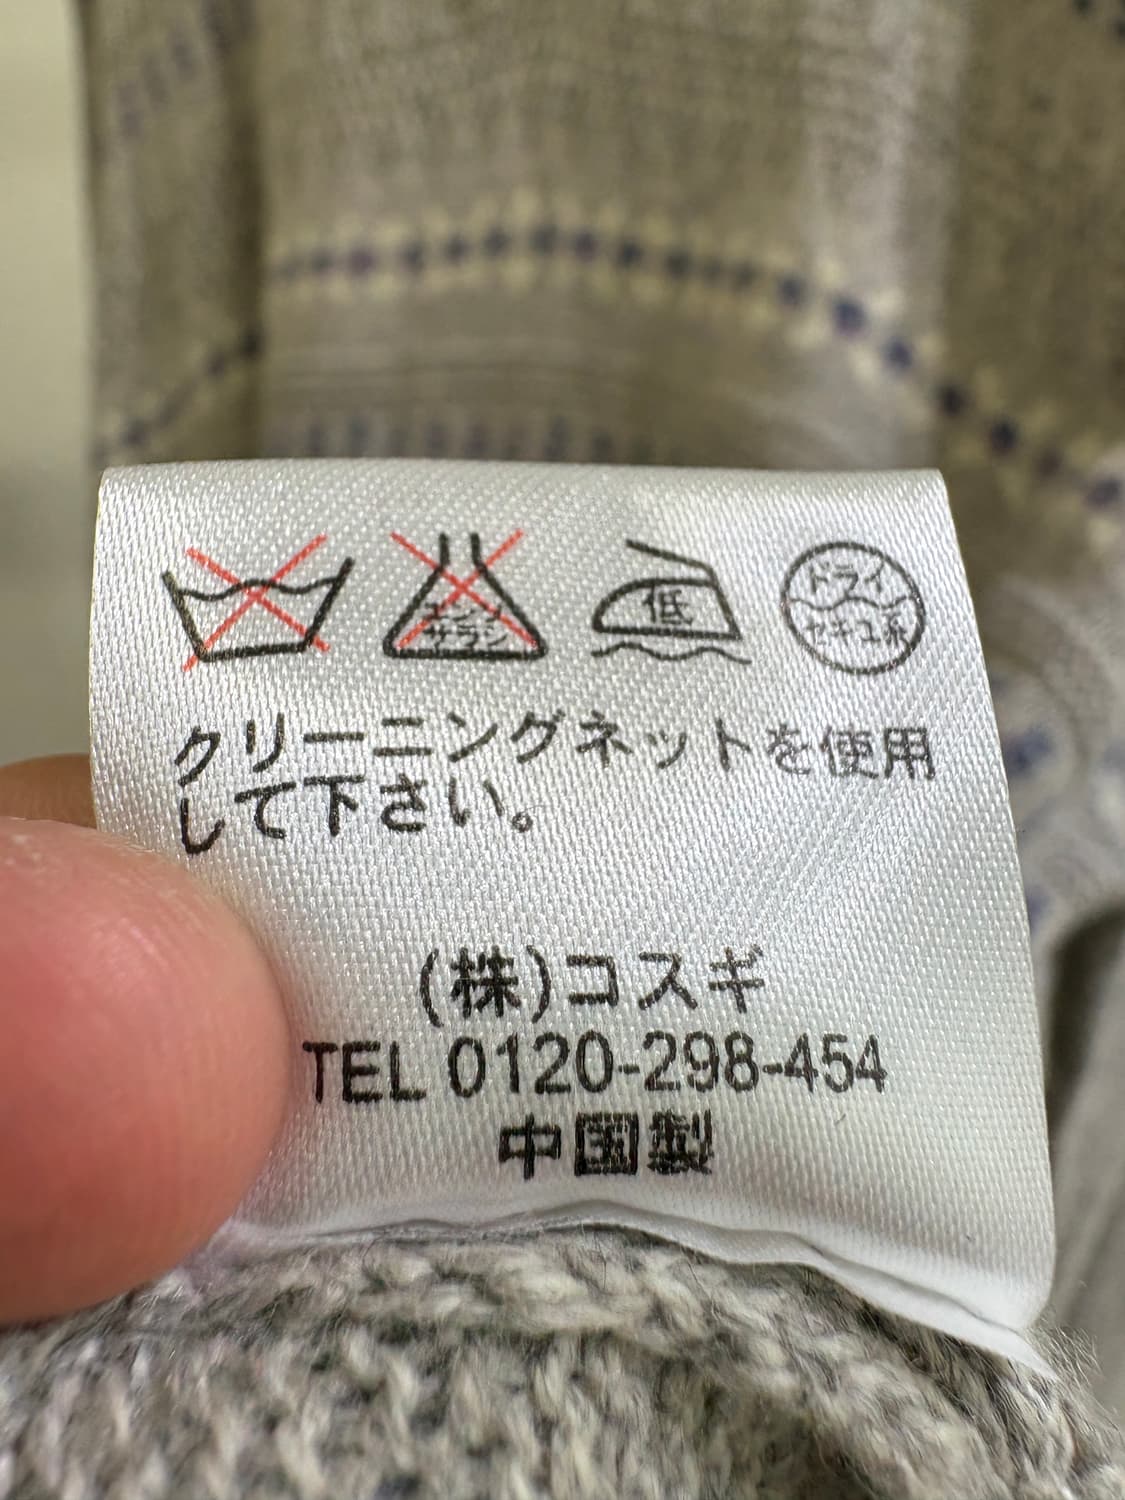 エンソ
サラシ
低
ドライ
セキユ系
クリーニングネットを使用
して下さい。
(株)コスギ
TEL 0120-298-454
中国製